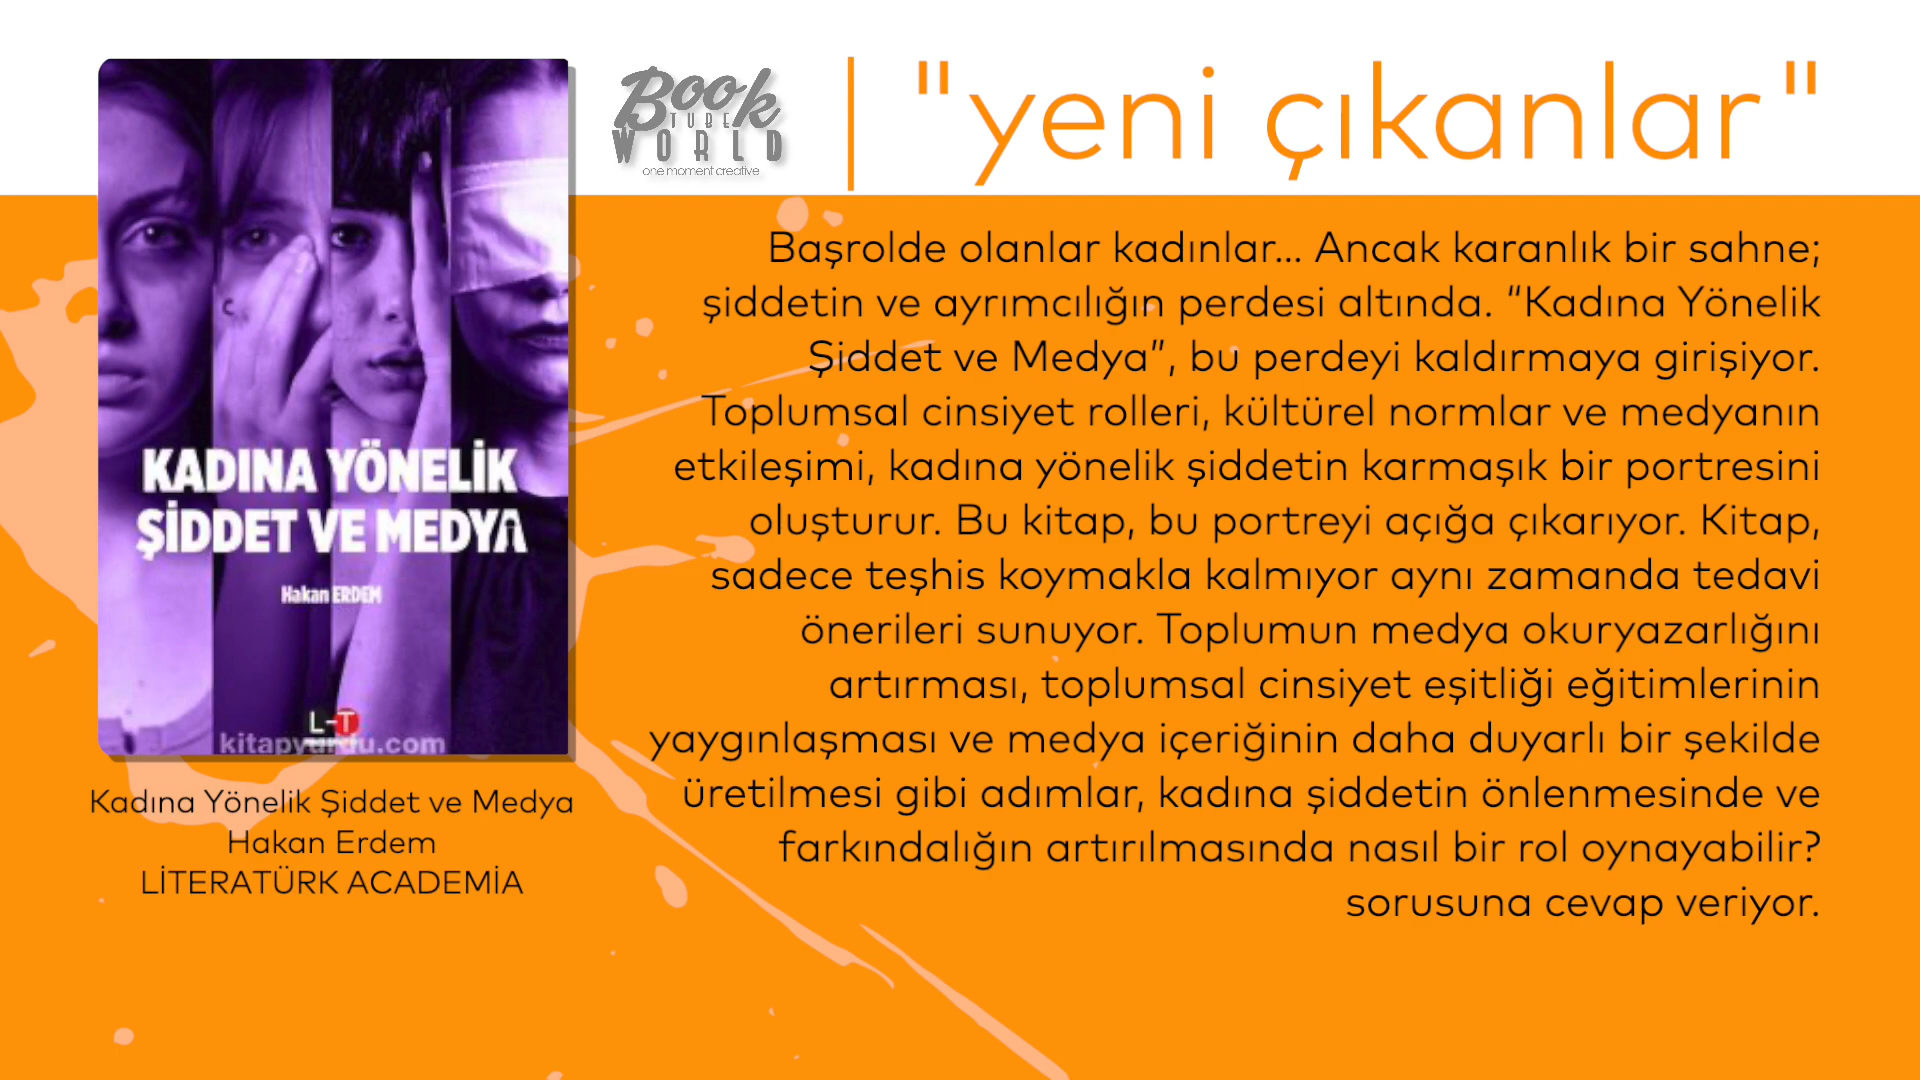 Book
TUBE
WORLD
one moment creative
"yeni çıkanlar"
KADINA YÖNELİK
ŞİDDET VE MEDYA
Hakan ERDEM
L-T
kitapyurdu.com
Kadına Yönelik Şiddet ve Medya
Hakan Erdem
LİTERATÜRK ACADEMİA
Başrolde olanlar kadınlar... Ancak karanlık bir sahne;
şiddetin ve ayrımcılığın perdesi altında. “Kadına Yönelik
Şiddet ve Medya”, bu perdeyi kaldırmaya girişiyor.
Toplumsal cinsiyet rolleri, kültürel normlar ve medyanın
etkileşimi, kadına yönelik şiddetin karmaşık bir portresini
oluşturur. Bu kitap, bu portreyi açığa çıkarıyor. Kitap,
sadece teşhis koymakla kalmıyor aynı zamanda tedavi
önerileri sunuyor. Toplumun medya okuryazarlığını
artırması, toplumsal cinsiyet eşitliği eğitimlerinin
yaygınlaşması ve medya içeriğinin daha duyarlı bir şekilde
üretilmesi gibi adımlar, kadına şiddetin önlenmesinde ve
farkındalığın artırılmasında nasıl bir rol oynayabilir?
sorusuna cevap veriyor.